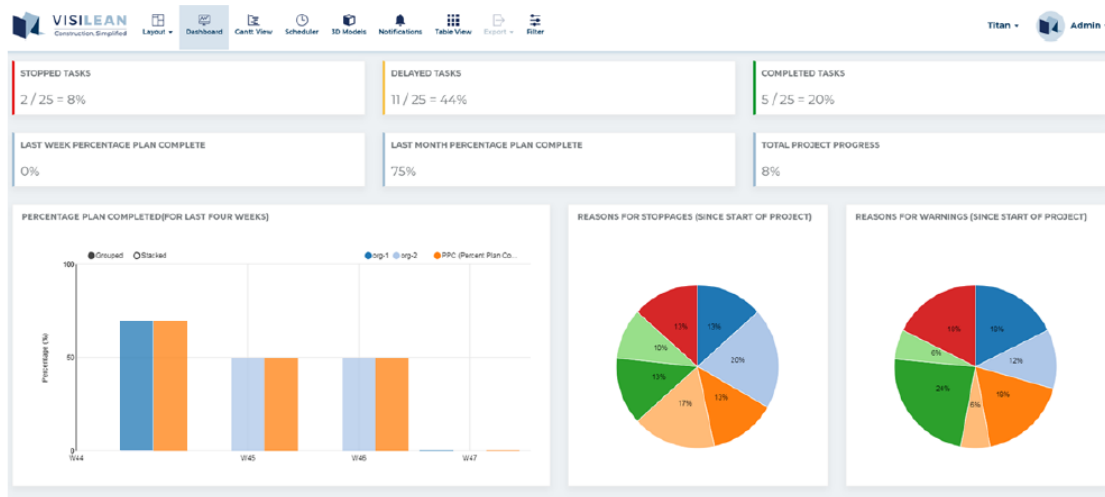 VISILEAN
Construction. Simplified
Layout
Dashboard
Gantt View
Scheduler
3D Models
Notifications
Table View
Export
Filter
Titan
Admin
STOPPED TASKS
2 / 25 = 8%
DELAYED TASKS
11 / 25 = 44%
COMPLETED TASKS
5 / 25 = 20%
LAST WEEK PERCENTAGE PLAN COMPLETE
0%
LAST MONTH PERCENTAGE PLAN COMPLETE
75%
TOTAL PROJECT PROGRESS
8%
PERCENTAGE PLAN COMPLETED(FOR LAST FOUR WEEKS)
Grouped
Stacked
org-1
org-2
PPC (Percent Plan Co...
100
50
0
Percentage (%)
W44
W45
W46
W47
REASONS FOR STOPPAGES (SINCE START OF PROJECT)
13%
13%
10%
20%
13%
13%
17%
REASONS FOR WARNINGS (SINCE START OF PROJECT)
18%
18%
6%
12%
24%
18%
6%